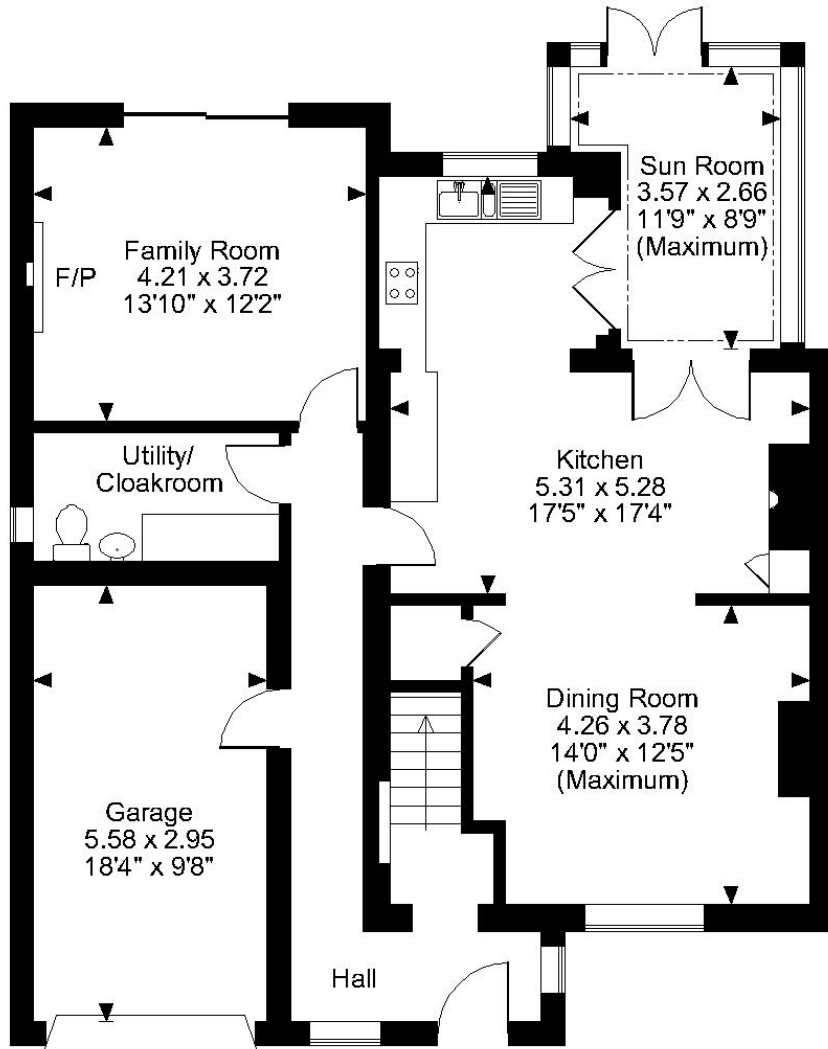 Sun Room
3.57 x 2.66
11'9" x 8'9"
(Maximum)
Family Room
4.21 x 3.72
13'10" x 12'2"
F/P
Utility/
Cloakroom
Kitchen
5.31 x 5.28
17'5" x 17'4"
Dining Room
4.26 x 3.78
14'0" x 12'5"
(Maximum)
Garage
5.58 x 2.95
18'4" x 9'8"
Hall